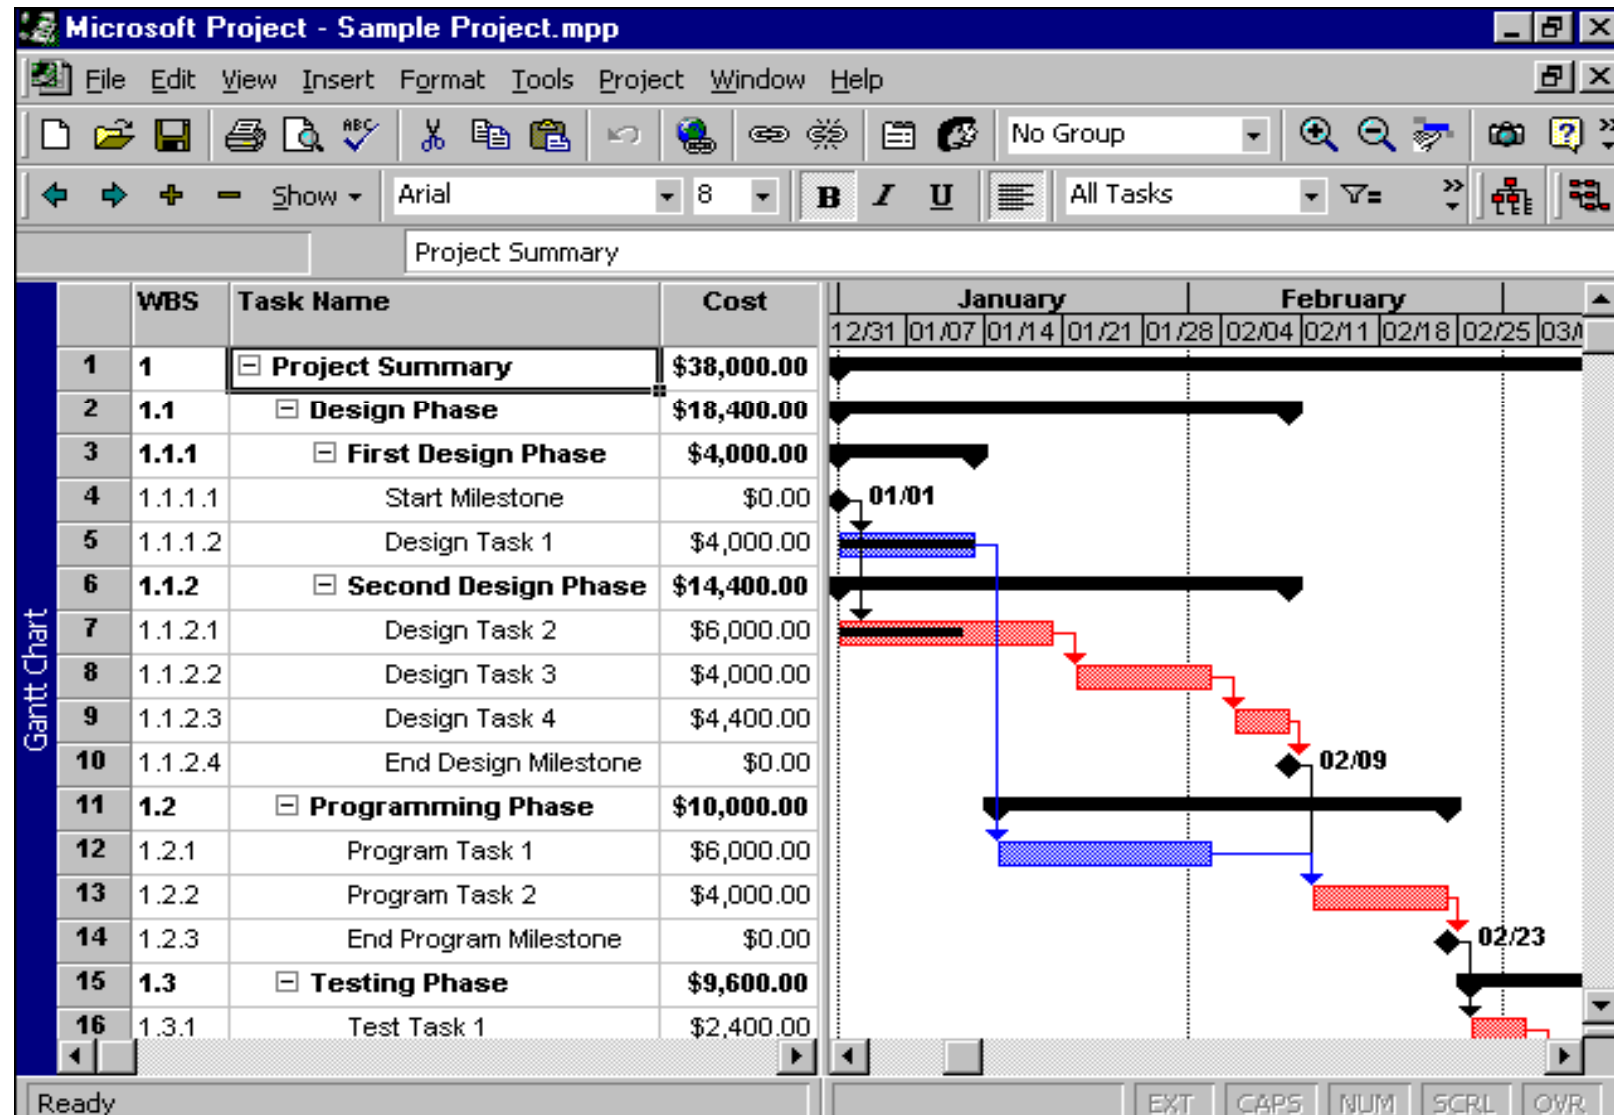 Microsoft Project - Sample Project.mpp
File Edit View Insert Format Tools Project Window Help
ABC No Group
Show Arial 8 B I U All Tasks
Project Summary
WBS Task Name Cost January February
12/31 01/07 01/14 01/21 01/28 02/04 02/11 02/18 02/25
1 1 Project Summary $38,000.00
2 1.1 Design Phase $18,400.00
3 1.1.1 First Design Phase $4,000.00
4 1.1.1.1 Start Milestone $0.00 01/01
5 1.1.1.2 Design Task 1 $4,000.00
6 1.1.2 Second Design Phase $14,400.00
7 1.1.2.1 Design Task 2 $6,000.00
8 1.1.2.2 Design Task 3 $4,000.00
9 1.1.2.3 Design Task 4 $4,400.00
10 1.1.2.4 End Design Milestone $0.00 02/09
11 1.2 Programming Phase $10,000.00
12 1.2.1 Program Task 1 $6,000.00
13 1.2.2 Program Task 2 $4,000.00
14 1.2.3 End Program Milestone $0.00 02/23
15 1.3 Testing Phase $9,600.00
16 1.3.1 Test Task 1 $2,400.00
Gantt Chart
Ready EXT CAPS NUM SCRL OVR